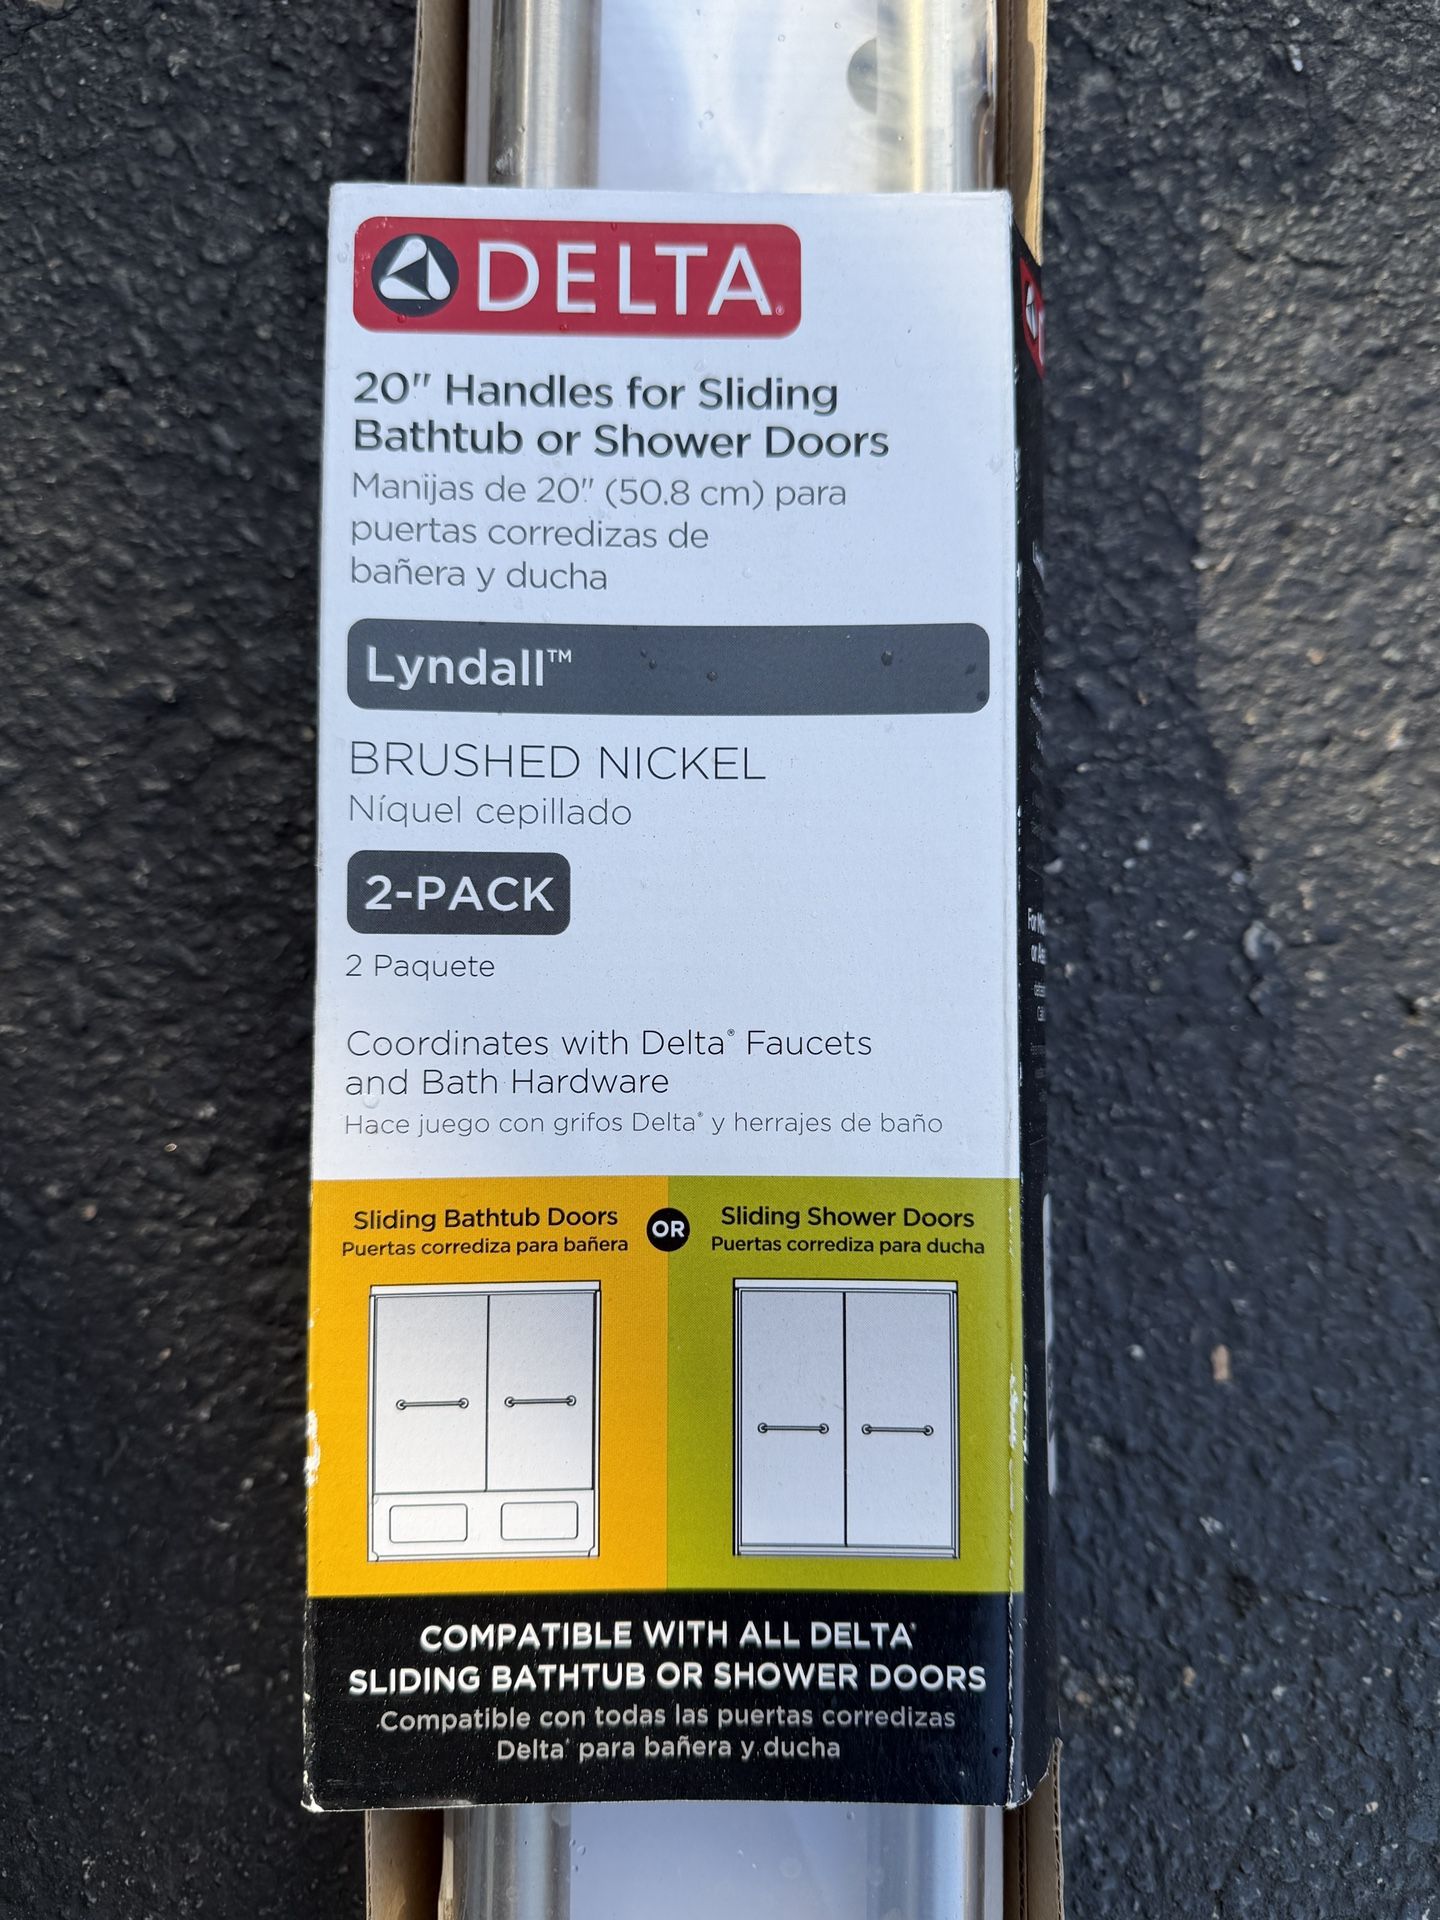 DELTA®
20" Handles for Sliding
Bathtub or Shower Doors
Manijas de 20" (50.8 cm) para
puertas corredizas de
bañera y ducha
Lyndall™
BRUSHED NICKEL
Níquel cepillado
2-PACK
2 Paquete
Coordinates with Delta® Faucets
and Bath Hardware
Hace juego con grifos Delta® y herrajes de baño
Sliding Bathtub Doors
Puertas corrediza para bañera
OR
Sliding Shower Doors
Puertas corrediza para ducha
COMPATIBLE WITH ALL DELTA®
SLIDING BATHTUB OR SHOWER DOORS
Compatible con todas las puertas corredizas
Delta® para bañera y ducha